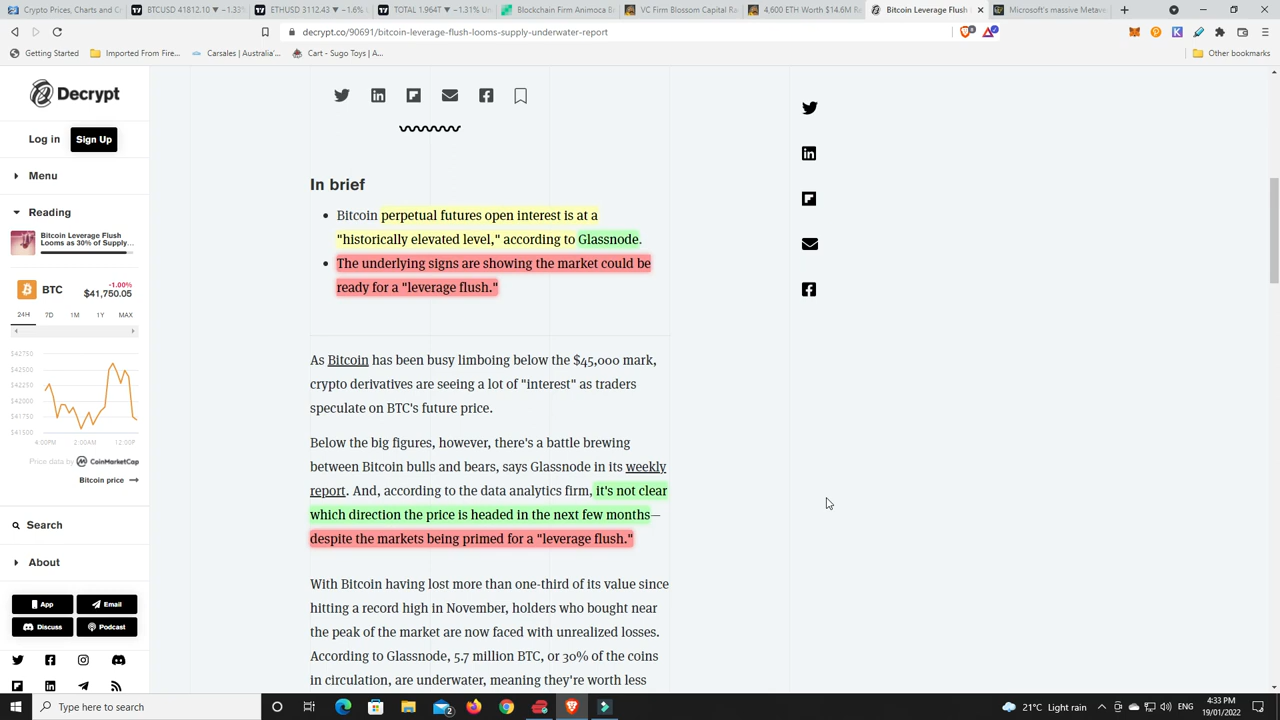 Crypto Prices, Charts and C
BTCUSD 41812.10 ▼ −1.33%
ETHUSD 3112.43 ▼ −1.6%
TOTAL 1.964T ▼ −1.31% Un
Blockchain Firm Animoca B
VC Firm Blossom Capital Ra
4,600 ETH Worth $14.6M R
Bitcoin Leverage Flush
Microsoft's massive Metave
decrypt.co/90691/bitcoin-leverage-flush-looms-supply-underwater-report
Getting Started
Imported From Fire...
Carsales | Australia'...
Cart - Sugo Toys | A...
Other bookmarks
Decrypt
Log in
Sign Up
Menu
Reading
Bitcoin Leverage Flush
Looms as 30% of Supply...
BTC
-1.00%
$41,750.05
24H 7D 1M 1Y MAX
$42750
$42500
$42250
$42000
$41750
$41500
4:00PM 2:00AM 12:00PM
Price data by CoinMarketCap
Bitcoin price
Search
About
App
Email
Discuss
Podcast
In brief
Bitcoin perpetual futures open interest is at a
"historically elevated level," according to Glassnode.
The underlying signs are showing the market could be
ready for a "leverage flush."
As Bitcoin has been busy limboing below the $45,000 mark,
crypto derivatives are seeing a lot of "interest" as traders
speculate on BTC's future price.
Below the big figures, however, there's a battle brewing
between Bitcoin bulls and bears, says Glassnode in its weekly
report. And, according to the data analytics firm, it's not clear
which direction the price is headed in the next few months—
despite the markets being primed for a "leverage flush."
With Bitcoin having lost more than one-third of its value since
hitting a record high in November, holders who bought near
the peak of the market are now faced with unrealized losses.
According to Glassnode, 5.7 million BTC, or 30% of the coins
in circulation, are underwater, meaning they're worth less
Type here to search
21°C Light rain
ENG
4:33 PM
19/01/2022